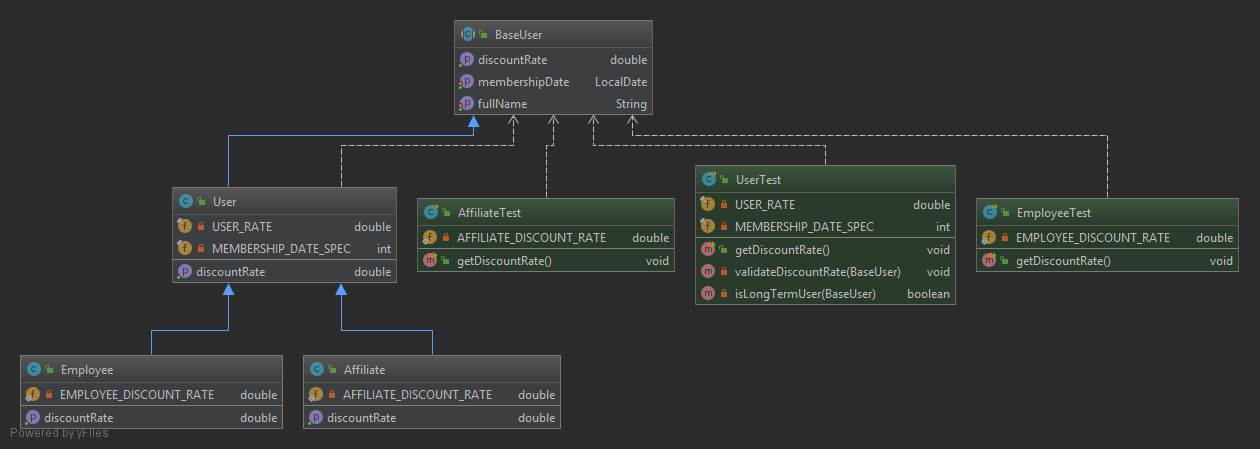 BaseUser
discountRate double
membershipDate LocalDate
fullName String
User
USER_RATE double
MEMBERSHIP_DATE_SPEC int
discountRate double
AffiliateTest
AFFILIATE_DISCOUNT_RATE double
getDiscountRate() void
UserTest
USER_RATE double
MEMBERSHIP_DATE_SPEC int
getDiscountRate() void
validateDiscountRate(BaseUser) void
isLongTermUser(BaseUser) boolean
EmployeeTest
EMPLOYEE_DISCOUNT_RATE double
getDiscountRate() void
Employee
EMPLOYEE_DISCOUNT_RATE double
discountRate double
Affiliate
AFFILIATE_DISCOUNT_RATE double
discountRate double
Powered by yFiles